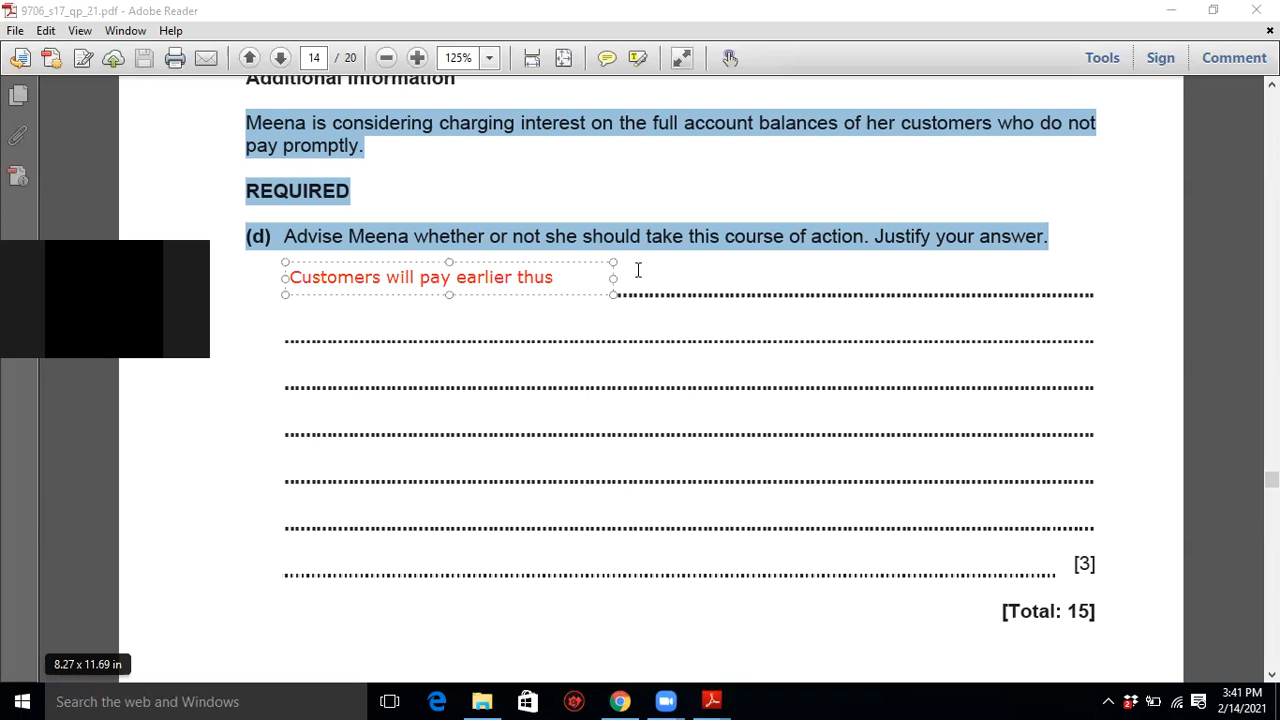 9706_s17_qp_21.pdf - Adobe Reader
File Edit View Window Help
14 / 20 125% Tools Sign Comment
Additional information
Meena is considering charging interest on the full account balances of her customers who do not
pay promptly.
REQUIRED
(d) Advise Meena whether or not she should take this course of action. Justify your answer.
Customers will pay earlier thus
[3]
[Total: 15]
8.27 x 11.69 in
Search the web and Windows
3:41 PM
2/14/2021